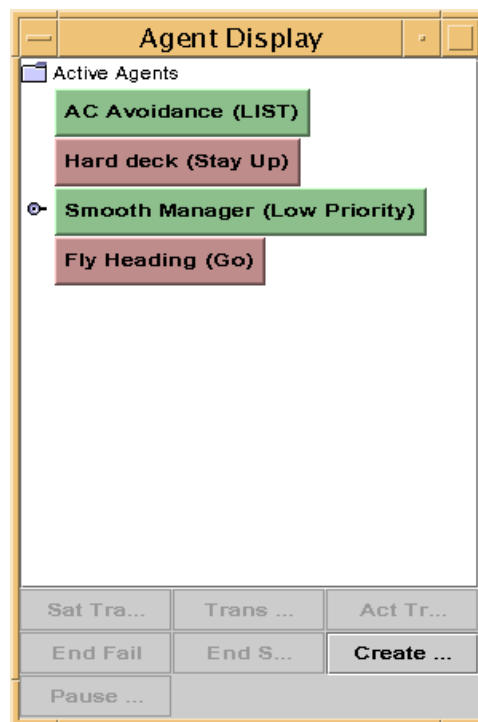 Agent Display
Active Agents
AC Avoidance (LIST)
Hard deck (Stay Up)
Smooth Manager (Low Priority)
Fly Heading (Go)
Sat Tra... Trans ... Act Tr...
End Fail End S... Create ...
Pause ...